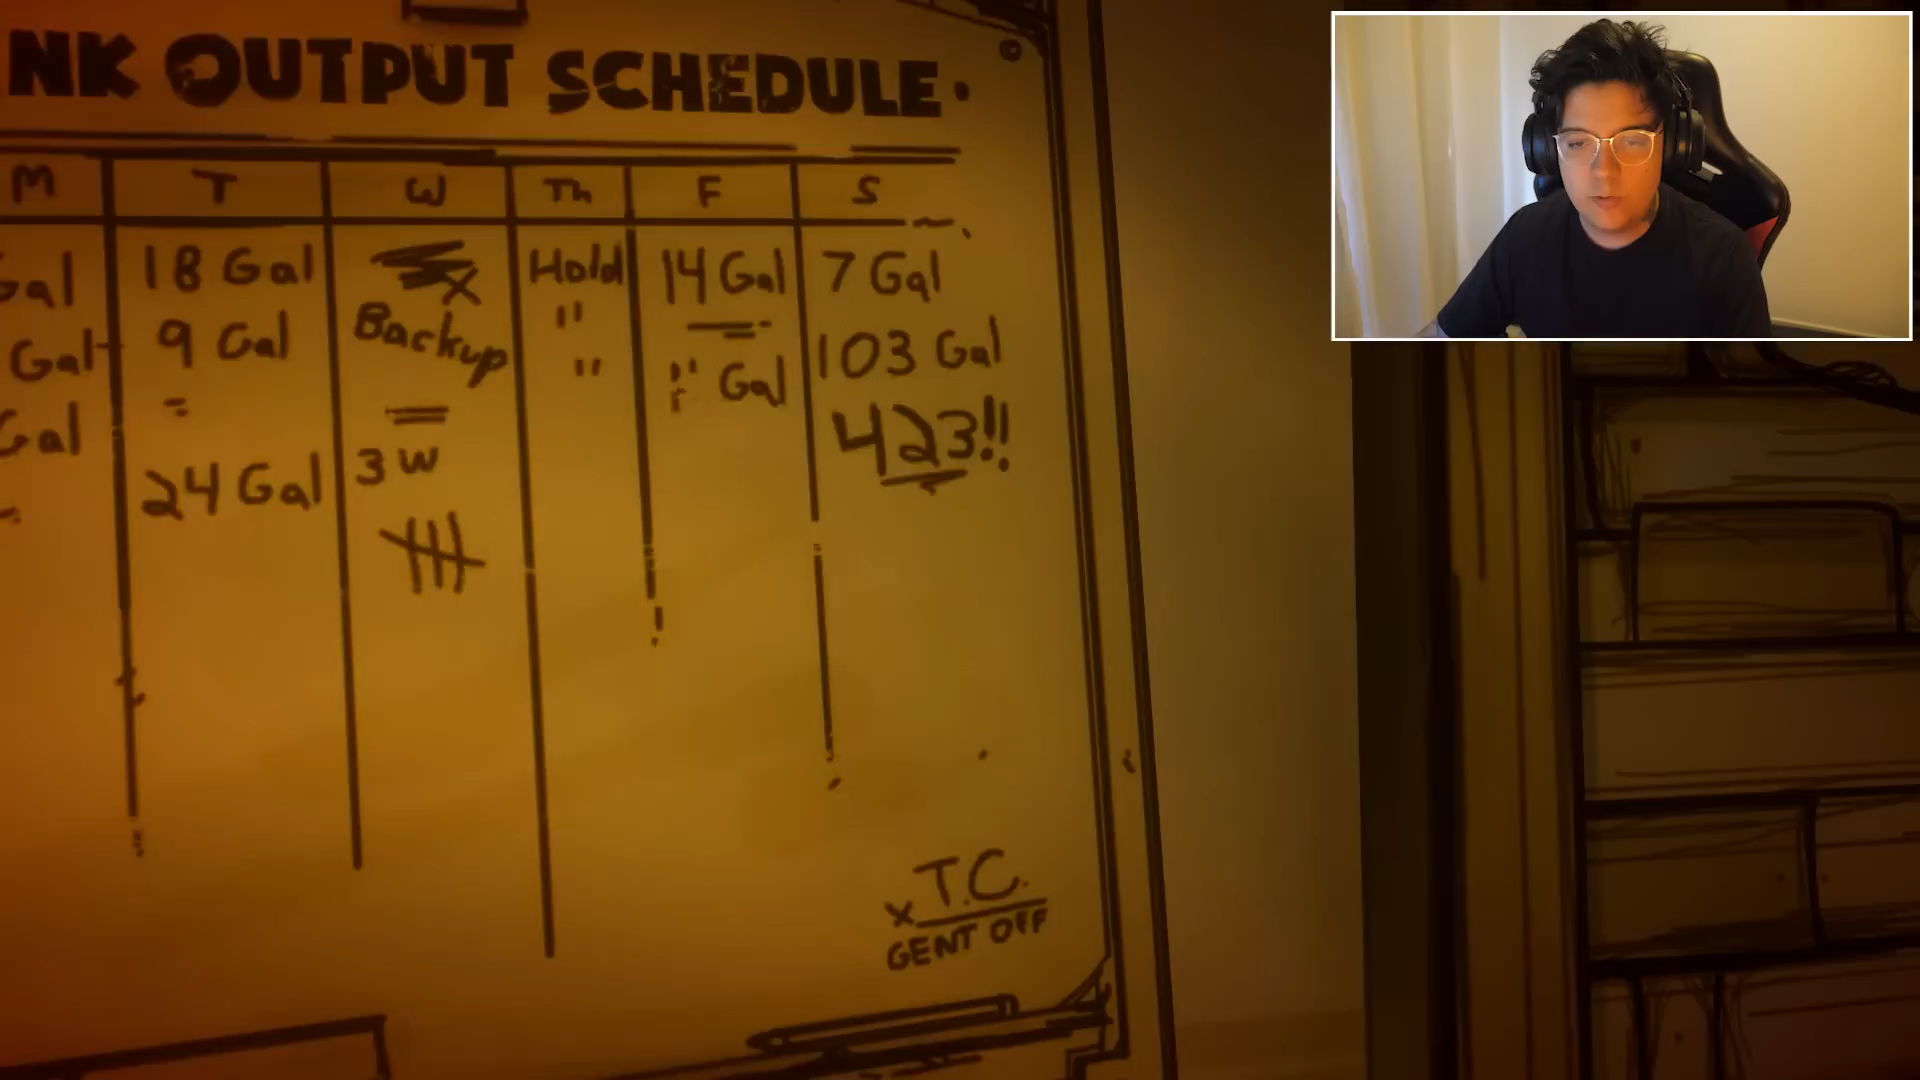 NK OUTPUT SCHEDULE.
M T W Th F S
Gal 18 Gal Hold 14 Gal 7 Gal
Gal 9 Gal Backup " Gal 103 Gal
Gal 24 Gal 3 W 423!!
x T.C.
GENT OFF